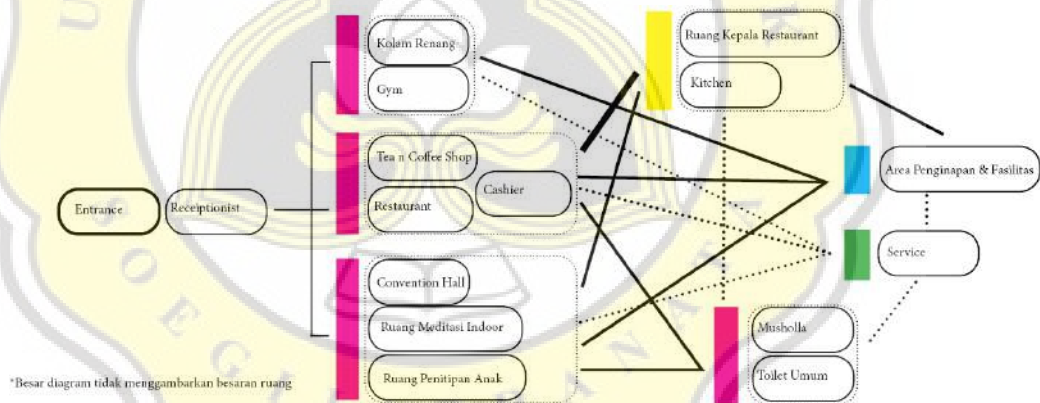 Kolam Renang
Gym
Tea n Coffee Shop
Cashier
Restaurant
Entrance
Receiptionist
Convention Hall
Ruang Meditasi Indoor
Ruang Penitipan Anak
Ruang Kepala Restaurant
Kitchen
Area Penginapan & Fasilitas
Service
Musholla
Toilet Umum
*Besar diagram tidak menggambarkan besaran ruang